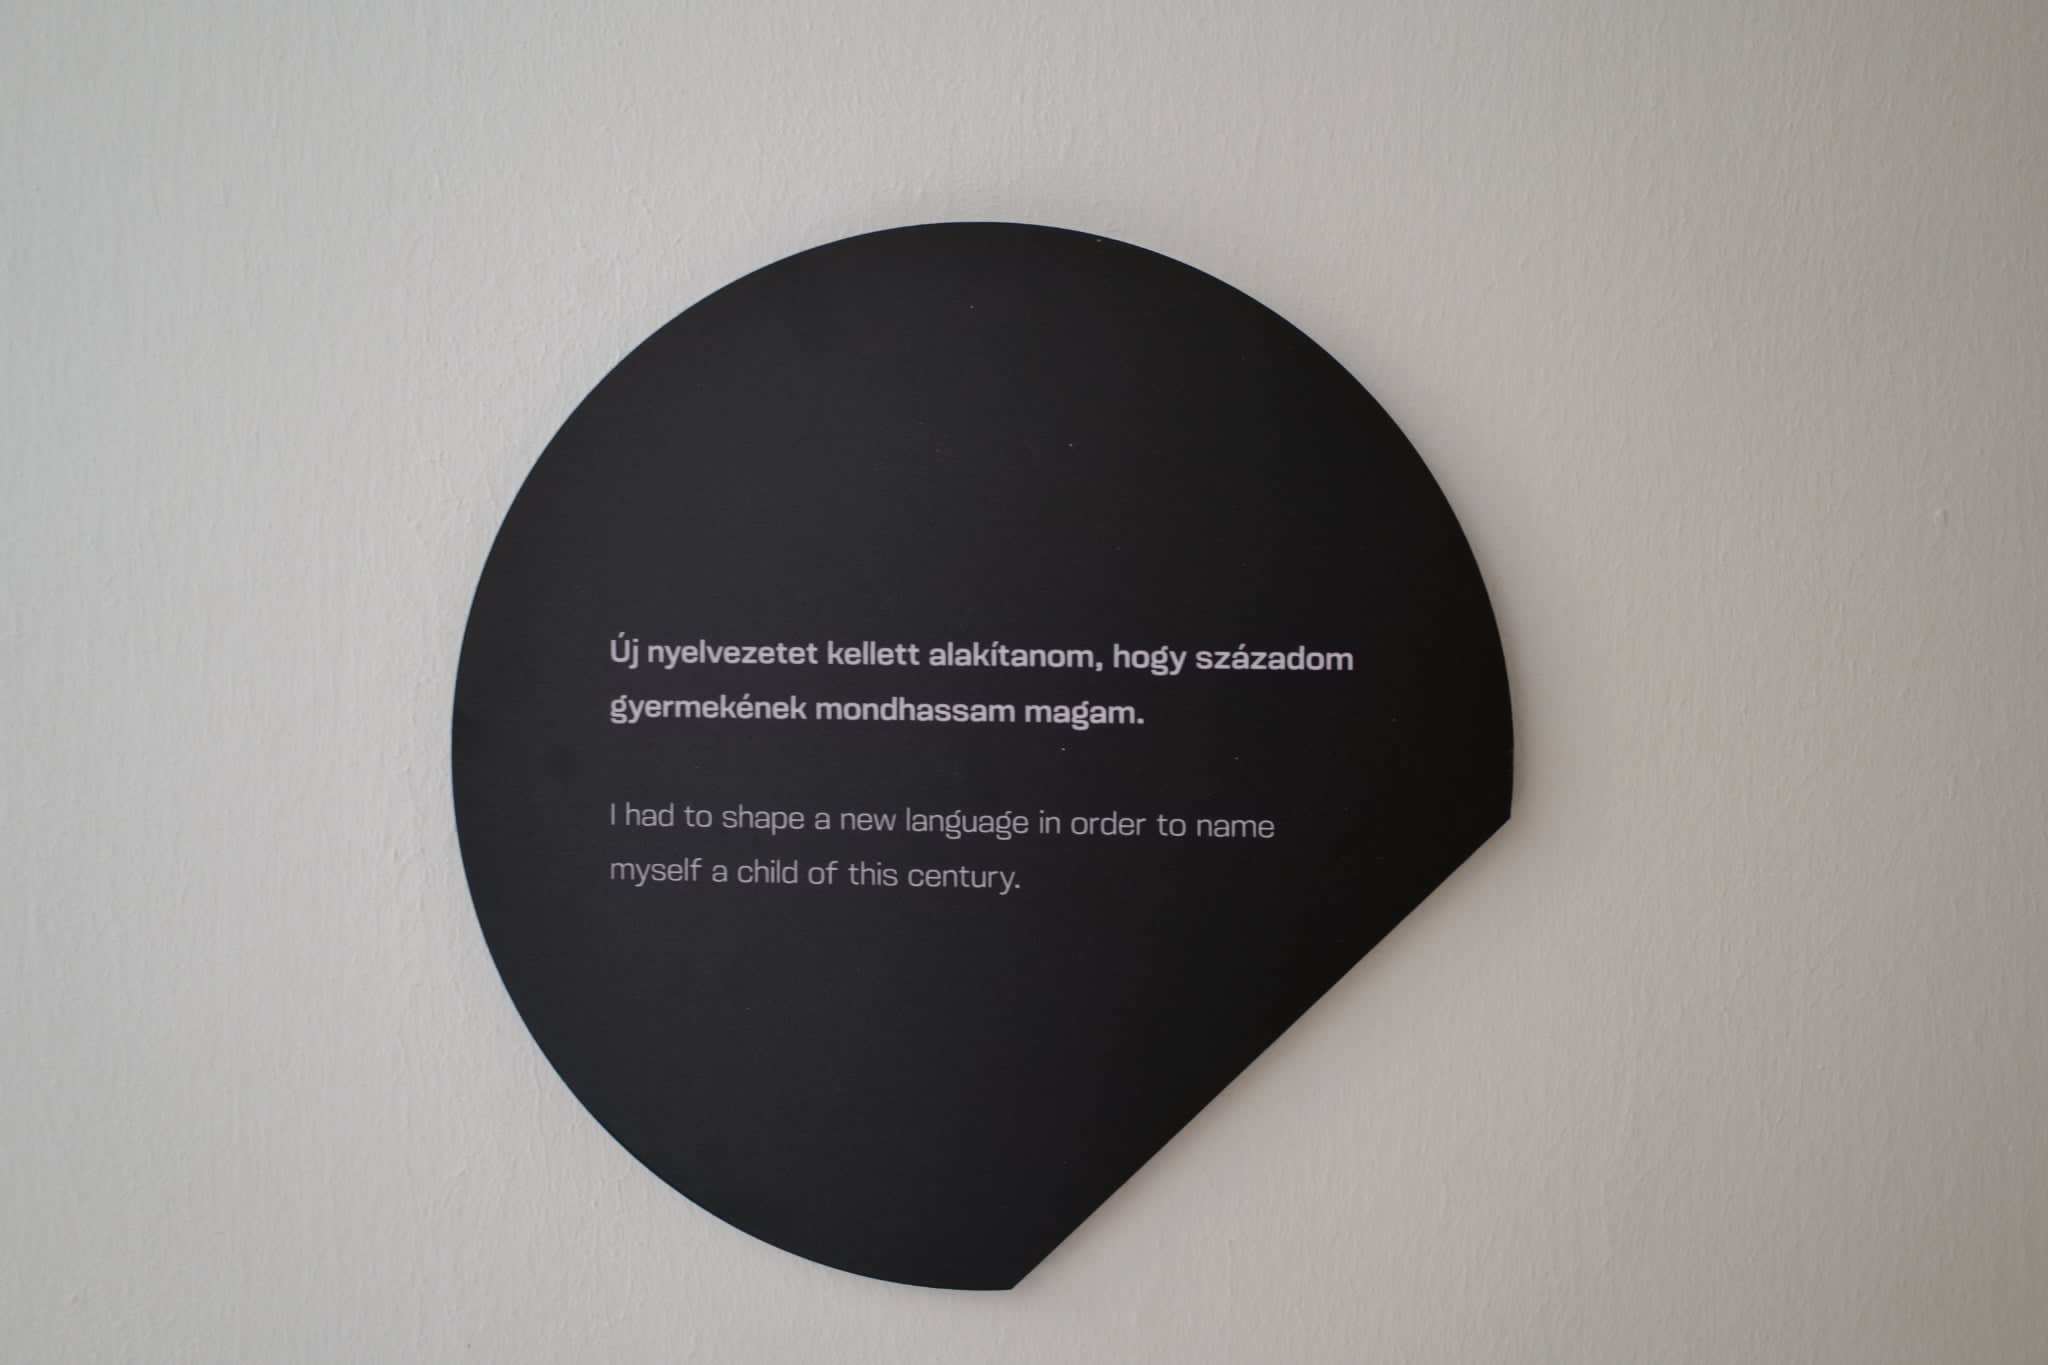 Új nyelvezetet kellett alakítanom, hogy századom
gyermekének mondhassam magam.
I had to shape a new language in order to name
myself a child of this century.